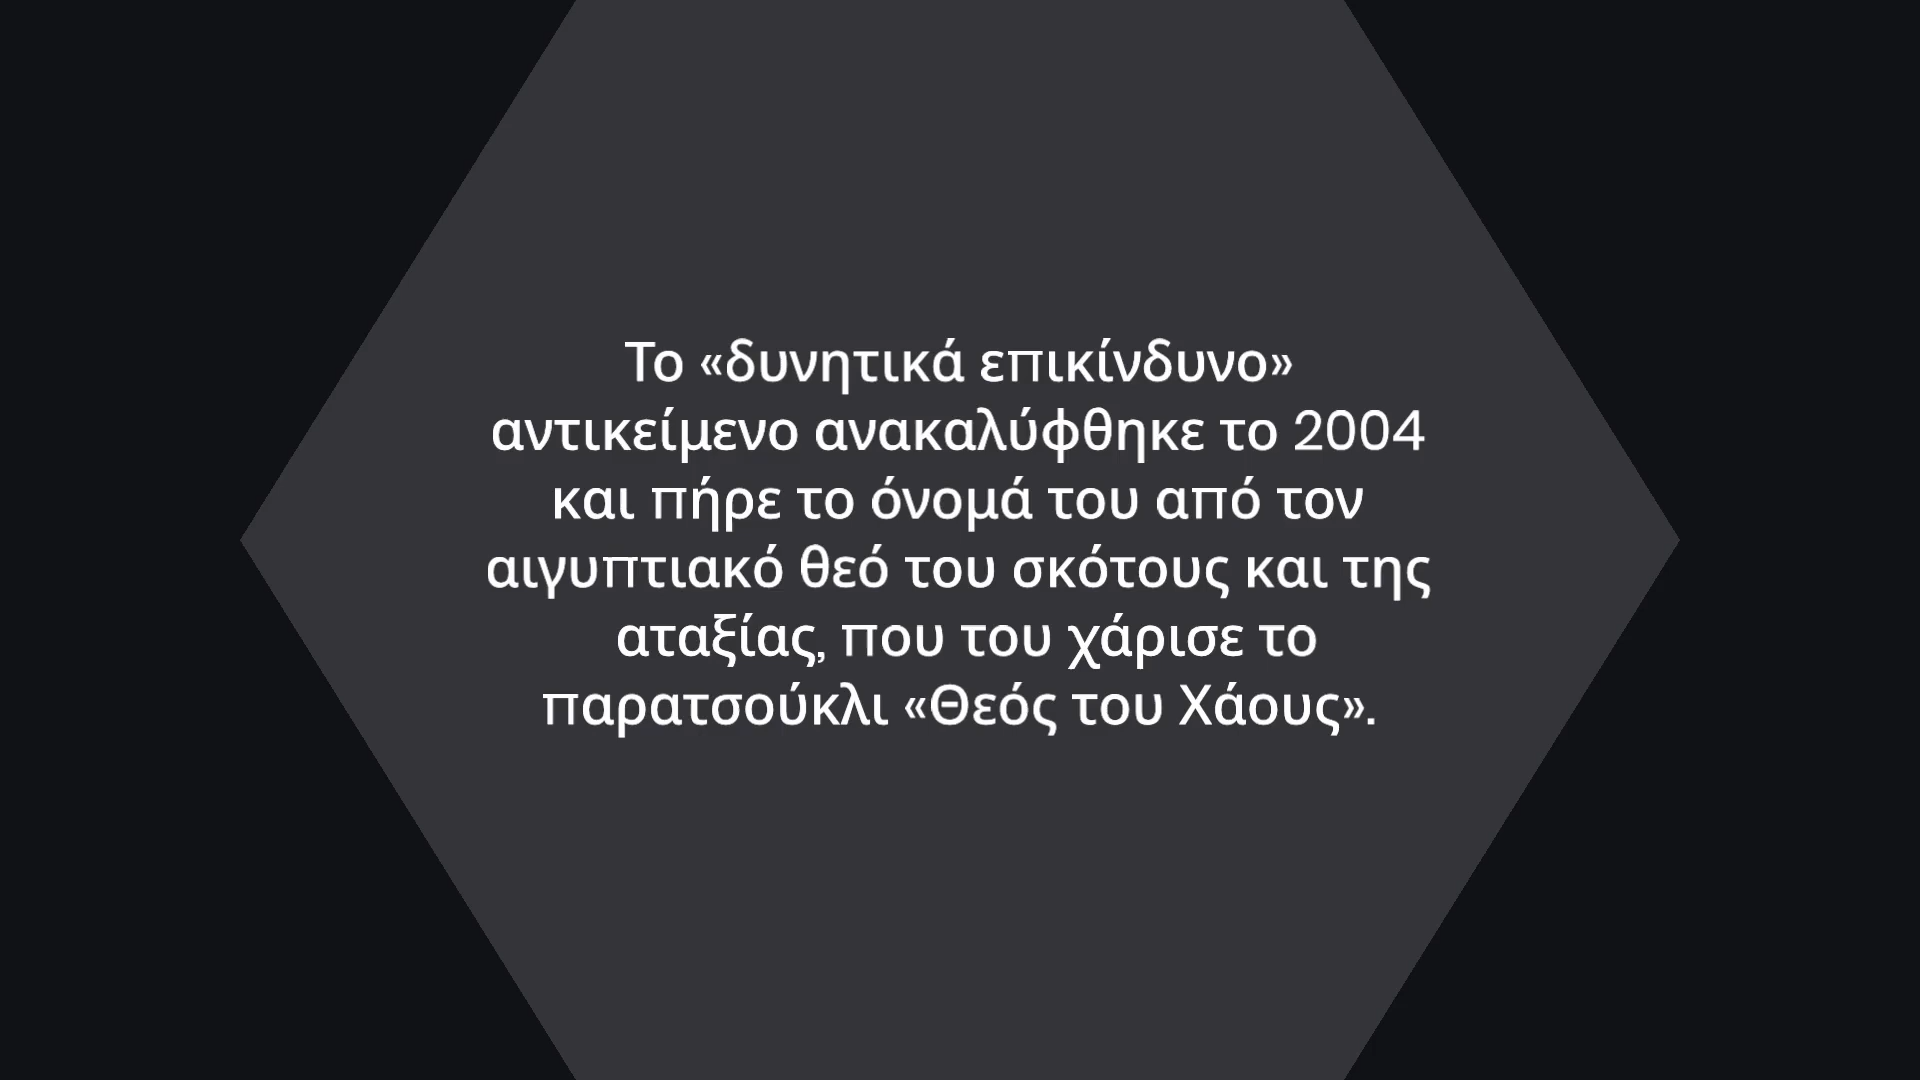 Το «δυνητικά επικίνδυνο»
αντικείμενο ανακαλύφθηκε το 2004
και πήρε το όνομά του από τον
αιγυπτιακό θεό του σκότους και της
αταξίας, που του χάρισε το
παρατσούκλι «Θεός του Χάους».